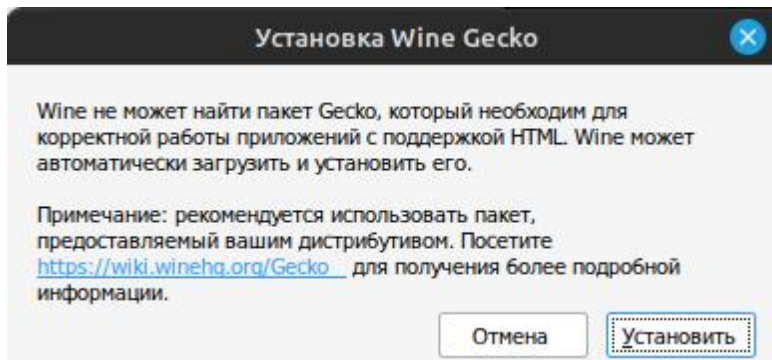 Установка Wine Gecko
Wine не может найти пакет Gecko, который необходим для
корректной работы приложений с поддержкой HTML. Wine может
автоматически загрузить и установить его.
Примечание: рекомендуется использовать пакет,
предоставляемый вашим дистрибутивом. Посетите
https://wiki.winehq.org/Gecko для получения более подробной
информации.
Отмена
Установить